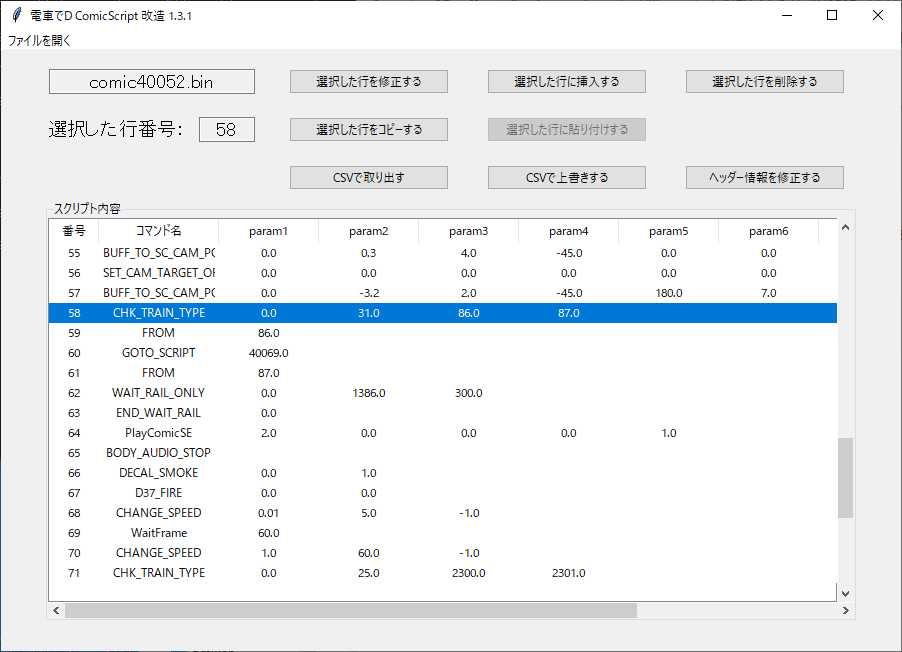 電車でD ComicScript 改造 1.3.1
ファイルを開く
comic40052.bin 選択した行を修正する 選択した行に挿入する 選択した行を削除する
選択した行番号： 58 選択した行をコピーする 選択した行に貼り付けする
CSVで取り出す CSVで上書きする ヘッダー情報を修正する
スクリプト内容
番号 コマンド名 param1 param2 param3 param4 param5 param6
55 BUFF_TO_SC_CAM_PC 0.0 0.3 4.0 -45.0 0.0 0.0
56 SET_CAM_TARGET_OF 0.0 0.0 0.0 0.0 0.0 0.0
57 BUFF_TO_SC_CAM_PC 0.0 -3.2 2.0 -45.0 180.0 7.0
58 CHK_TRAIN_TYPE 0.0 31.0 86.0 87.0
59 FROM 86.0
60 GOTO_SCRIPT 40069.0
61 FROM 87.0
62 WAIT_RAIL_ONLY 0.0 1386.0 300.0
63 END_WAIT_RAIL 0.0
64 PlayComicSE 2.0 0.0 0.0 0.0 1.0
65 BODY_AUDIO_STOP
66 DECAL_SMOKE 0.0 1.0
67 D37_FIRE 0.0 0.0
68 CHANGE_SPEED 0.01 5.0 -1.0
69 WaitFrame 60.0
70 CHANGE_SPEED 1.0 60.0 -1.0
71 CHK_TRAIN_TYPE 0.0 25.0 2300.0 2301.0